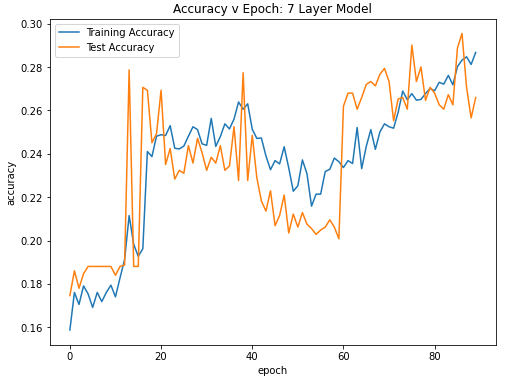 Accuracy v Epoch: 7 Layer Model
Training Accuracy
Test Accuracy
0.30
0.28
0.26
0.24
0.22
0.20
0.18
0.16
accuracy
0
20
40
60
80
epoch